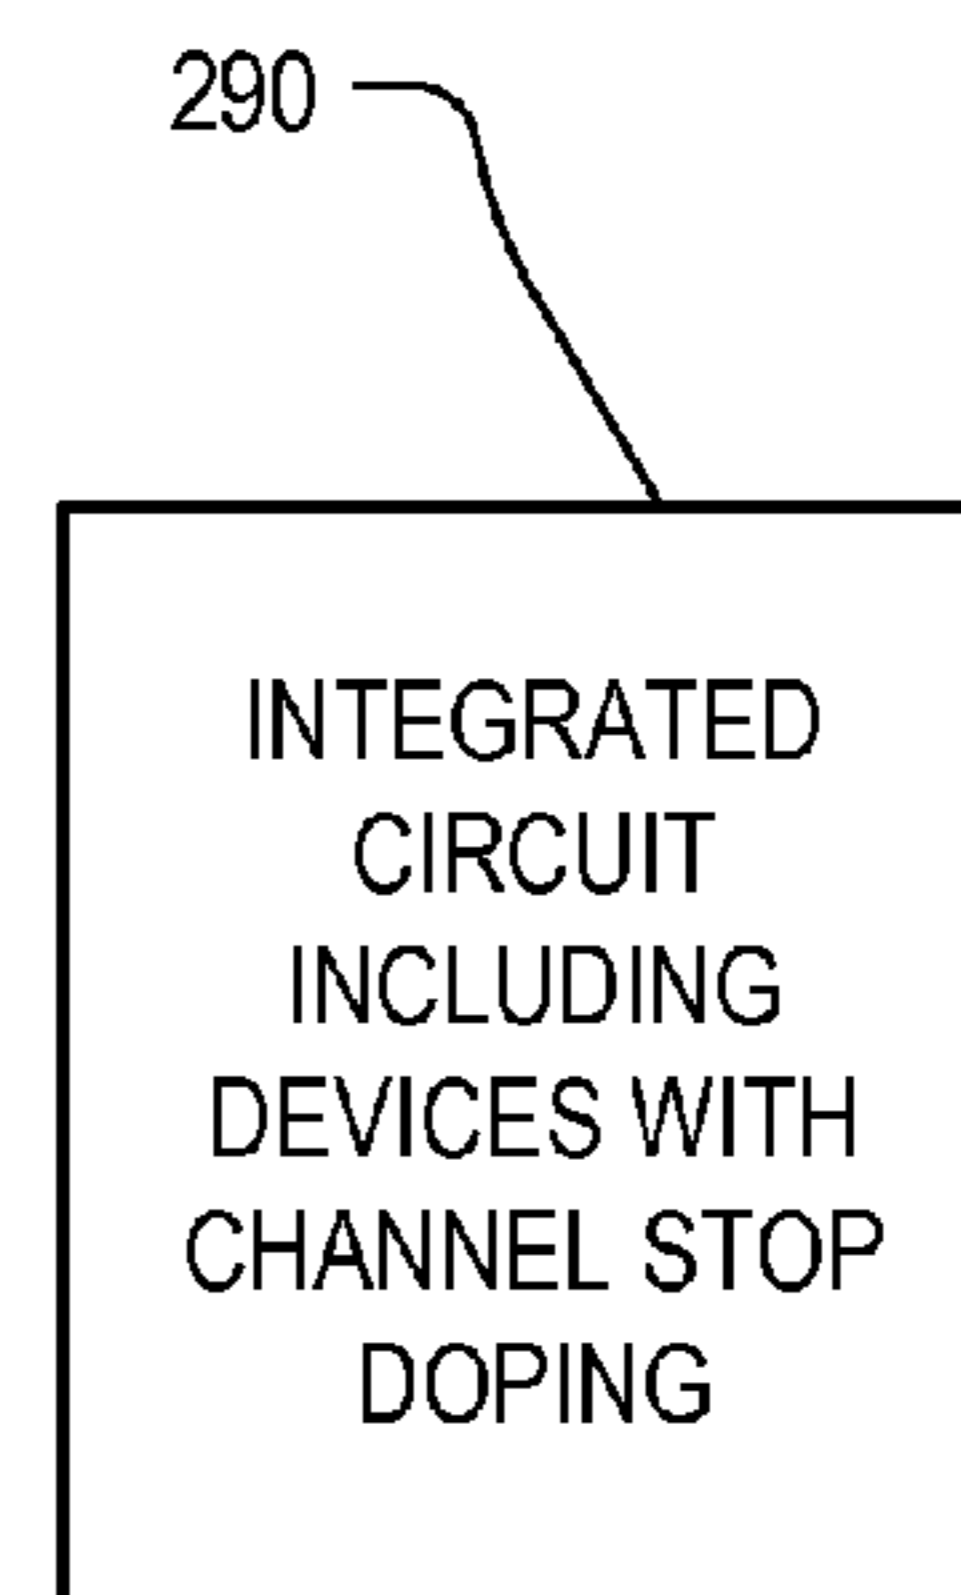 290
INTEGRATED
CIRCUIT
INCLUDING
DEVICES WITH
CHANNEL STOP
DOPING